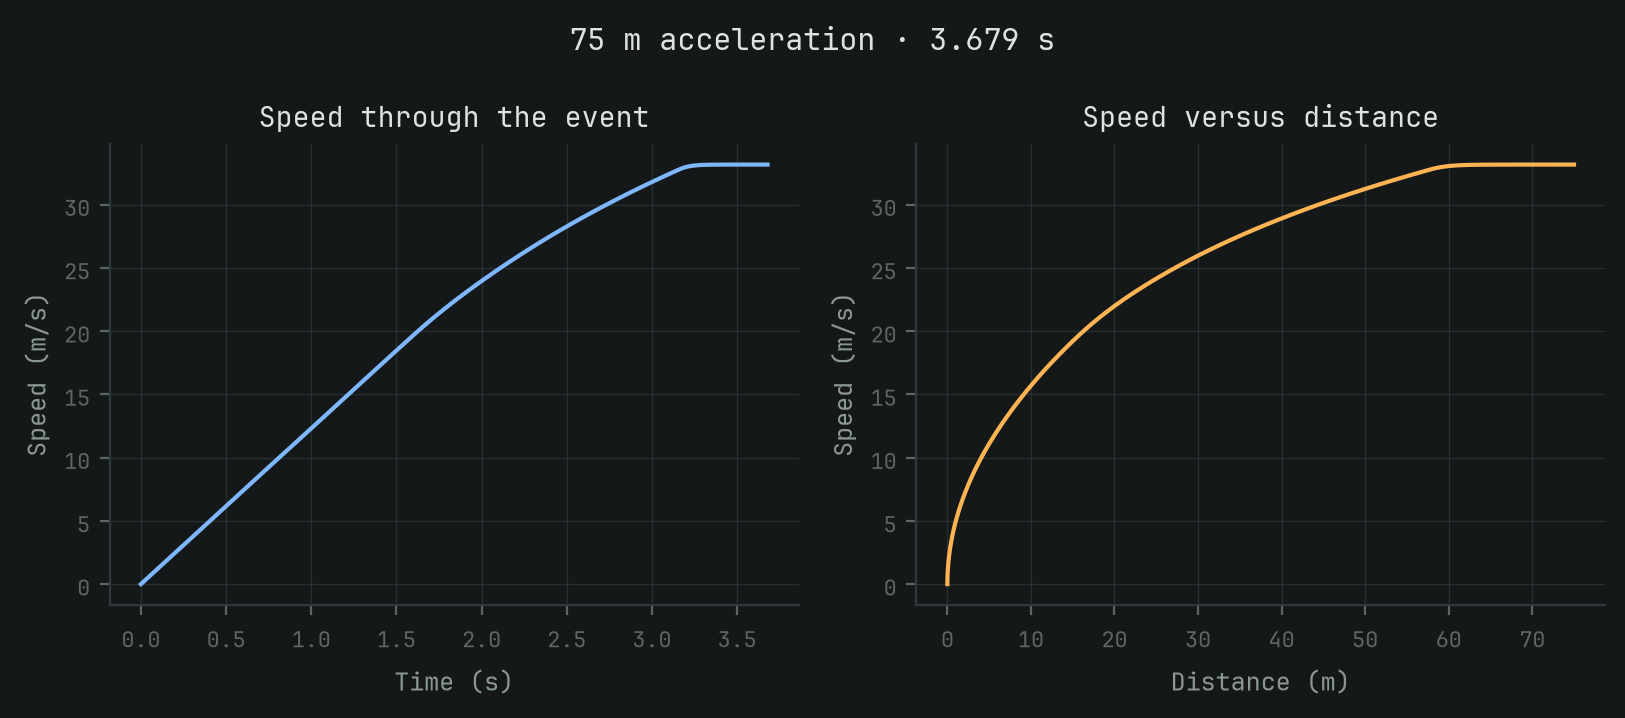 75 m acceleration · 3.679 s
Speed through the event
Speed (m/s)
30
25
20
15
10
5
0
0.0 0.5 1.0 1.5 2.0 2.5 3.0 3.5
Time (s)
Speed versus distance
Speed (m/s)
30
25
20
15
10
5
0
0 10 20 30 40 50 60 70
Distance (m)